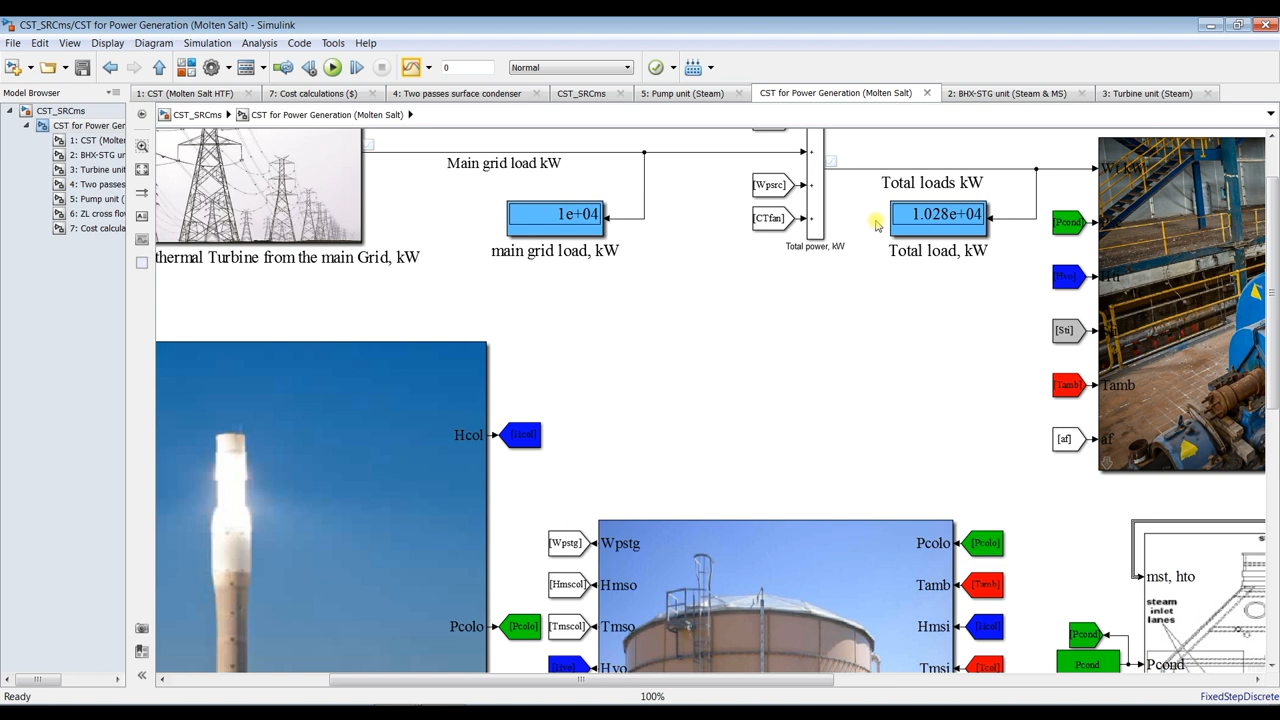 CST_SRCms/CST for Power Generation (Molten Salt) - Simulink
File Edit View Display Diagram Simulation Analysis Code Tools Help
0
Normal
Model Browser
1: CST (Molten Salt HTF)
7: Cost calculations ($)
4: Two passes surface condenser
CST_SRCms
5: Pump unit (Steam)
CST for Power Generation (Molten Salt)
2: BHX-STG unit (Steam & MS)
3: Turbine unit (Steam)
CST_SRCms
CST for Power Gener
1: CST (Molte
2: BHX-STG un
3: Turbine unit
4: Two passes
5: Pump unit (
6: ZL cross flo
7: Cost calcula
CST_SRCms
CST for Power Generation (Molten Salt)
Main grid load kW
1e+04
main grid load, kW
thermal Turbine from the main Grid, kW
[Wpsrc]
[CTfan]
Total power, kW
Total loads kW
1.028e+04
Total load, kW
[Pcond]
[Sti]
[Tamb]
Tamb
[af]
af
Hcol
[Hcol]
Pcolo
[Pcolo]
[Wpstg]
Wpstg
[Hmscol]
Hmso
[Tmscol]
Tmso
Pcolo
[Pcolo]
Tamb
[Tamb]
Hmsi
[Hcol]
Tmsi
[Tcol]
mst, hto
steam
inlet
lanes
[Pcond]
Pcond
Pcond
Ready
100%
FixedStepDiscrete